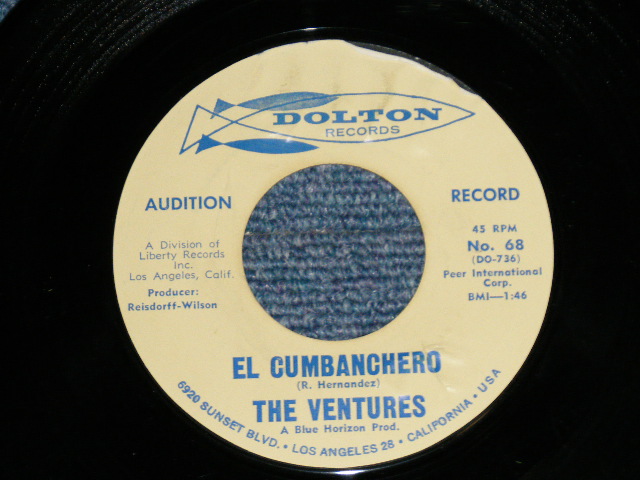 DOLTON
RECORDS
AUDITION
RECORD
A Division of
Liberty Records
Inc.
Los Angeles, Calif.
Producer:
Reisdorff-Wilson
45 RPM
No. 68
(DO-736)
Peer International
Corp.
BMI—1:46
EL CUMBANCHERO
(R. Hernandez)
THE VENTURES
A Blue Horizon Prod.
6920 SUNSET BLVD. • LOS ANGELES 28 • CALIFORNIA • USA